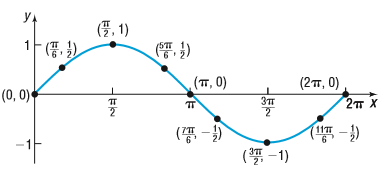 y
(π/2, 1)
1
(π/6, 1/2)
(5π/6, 1/2)
(0, 0)
(π, 0)
(2π, 0)
π/2
π
3π/2
2π
x
(7π/6, −1/2)
(11π/6, −1/2)
−1
(3π/2, −1)